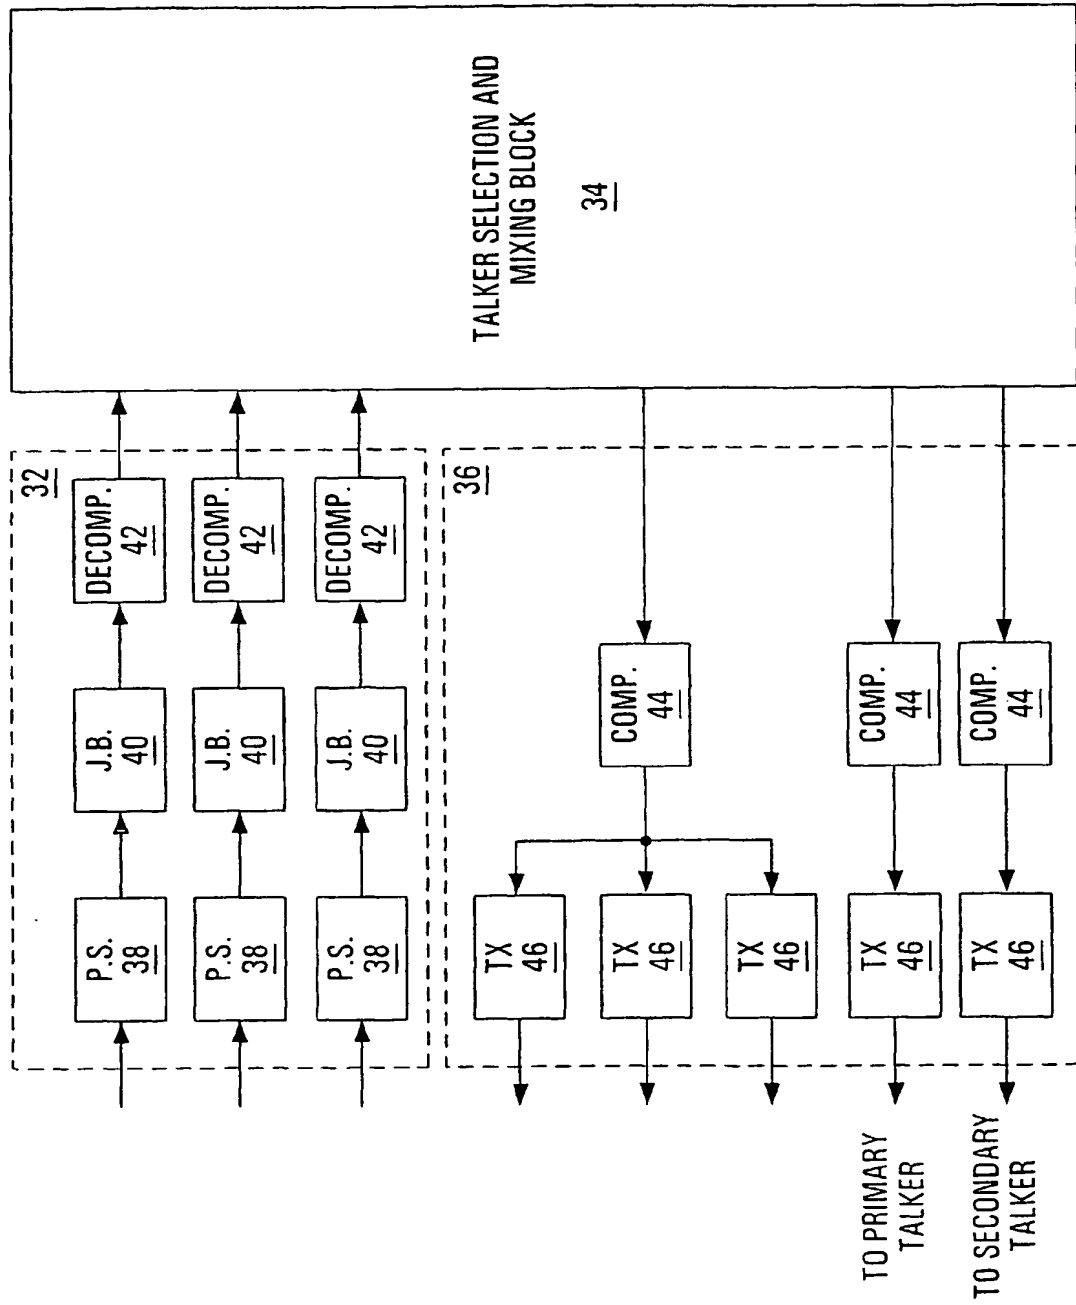 32
P.S.
38
J.B.
40
DECOMP.
42
P.S.
38
J.B.
40
DECOMP.
42
P.S.
38
J.B.
40
DECOMP.
42
TALKER SELECTION AND
MIXING BLOCK
34
36
TX
46
TX
46
COMP.
44
TX
46
TO PRIMARY
TALKER
TX
46
COMP.
44
TO SECONDARY
TALKER
TX
46
COMP.
44